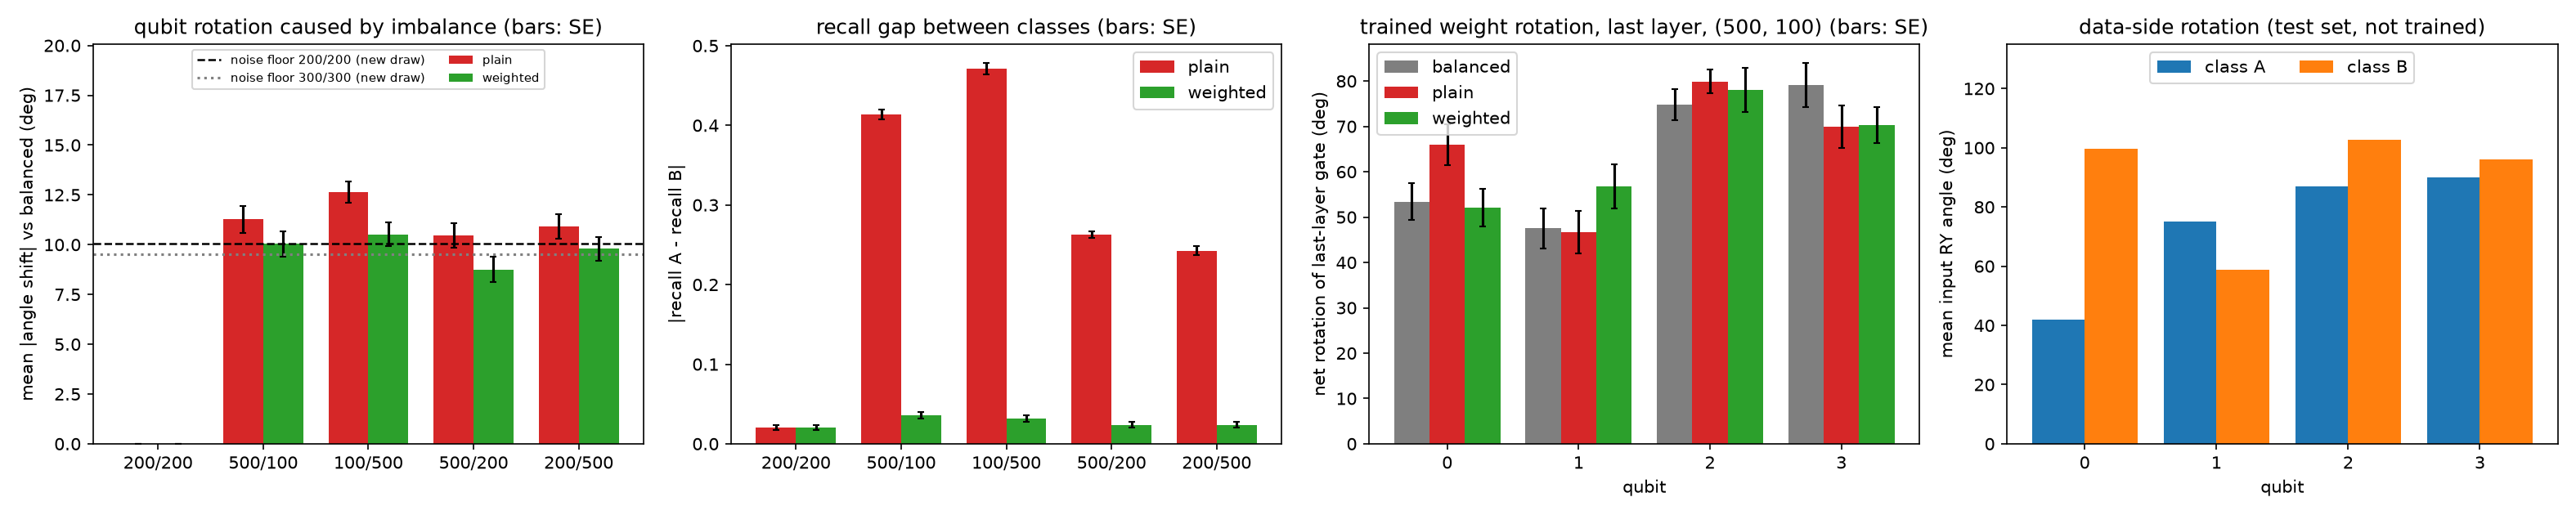 qubit rotation caused by imbalance (bars: SE)
mean |angle shift| vs balanced (deg)
20.0
17.5
15.0
12.5
10.0
7.5
5.0
2.5
0.0
noise floor 200/200 (new draw)
noise floor 300/300 (new draw)
plain
weighted
200/200
500/100
100/500
500/200
200/500
recall gap between classes (bars: SE)
|recall A - recall B|
0.5
0.4
0.3
0.2
0.1
0.0
plain
weighted
200/200
500/100
100/500
500/200
200/500
trained weight rotation, last layer, (500, 100) (bars: SE)
net rotation of last-layer gate (deg)
80
70
60
50
40
30
20
10
0
balanced
plain
weighted
0
1
2
3
qubit
data-side rotation (test set, not trained)
mean input RY angle (deg)
120
100
80
60
40
20
0
class A
class B
0
1
2
3
qubit